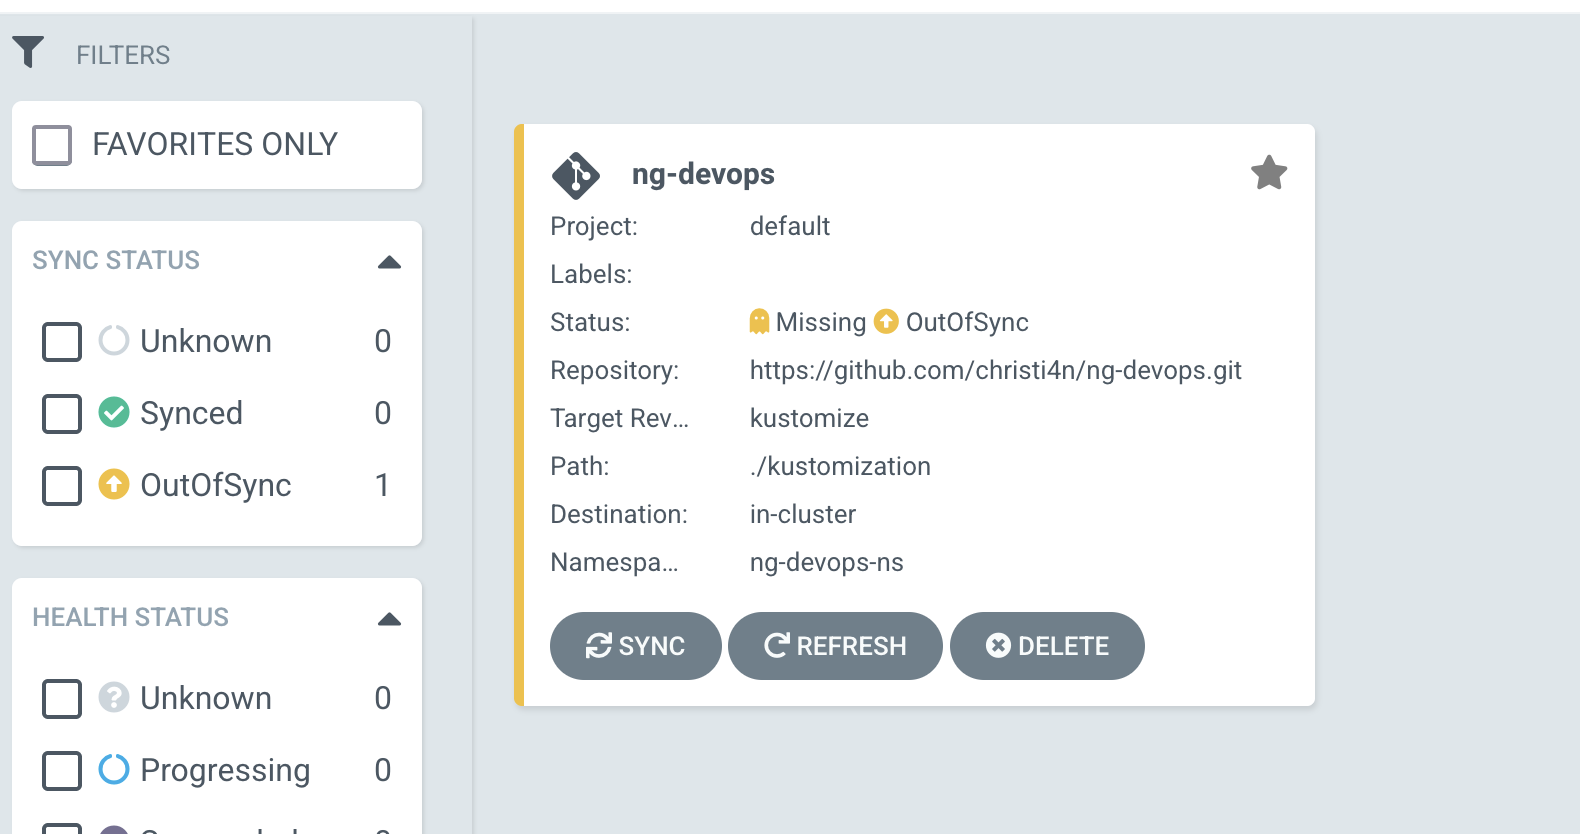 FILTERS
FAVORITES ONLY
SYNC STATUS
Unknown 0
Synced 0
OutOfSync 1
HEALTH STATUS
Unknown 0
Progressing 0
ng-devops
Project: default
Labels:
Status: Missing OutOfSync
Repository: https://github.com/christi4n/ng-devops.git
Target Rev... kustomize
Path: ./kustomization
Destination: in-cluster
Namespa... ng-devops-ns
SYNC REFRESH DELETE